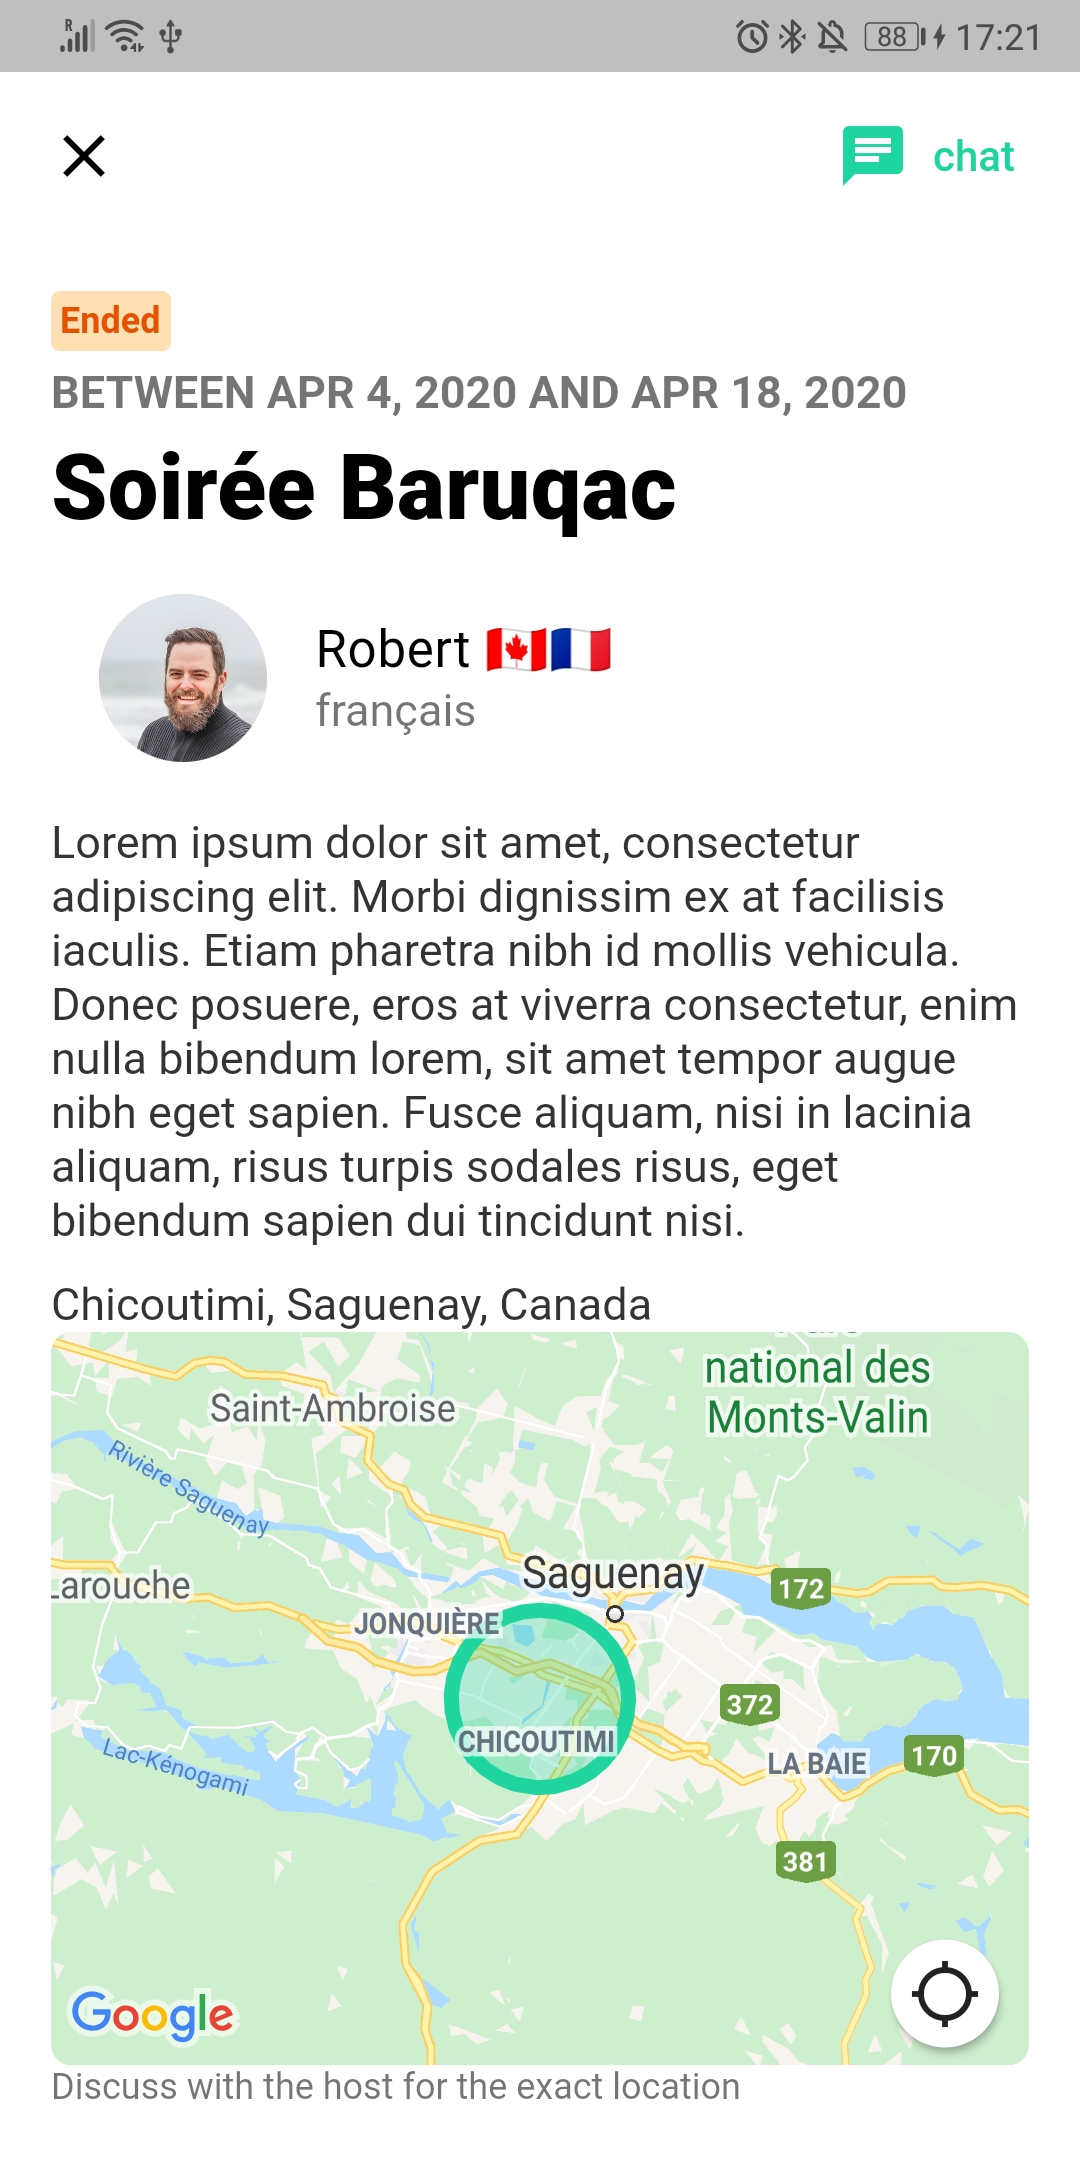 R
88 17:21
chat
Ended
BETWEEN APR 4, 2020 AND APR 18, 2020
Soirée Baruqac
Robert 🇨🇦🇫🇷
français
Lorem ipsum dolor sit amet, consectetur
adipiscing elit. Morbi dignissim ex at facilisis
iaculis. Etiam pharetra nibh id mollis vehicula.
Donec posuere, eros at viverra consectetur, enim
nulla bibendum lorem, sit amet tempor augue
nibh eget sapien. Fusce aliquam, nisi in lacinia
aliquam, risus turpis sodales risus, eget
bibendum sapien dui tincidunt nisi.
Chicoutimi, Saguenay, Canada
national des
Monts-Valin
Saint-Ambroise
Rivière Saguenay
Saguenay
172
Larouche
JONQUIÈRE
372
CHICOUTIMI
LA BAIE
170
Lac-Kénogami
381
Google
Discuss with the host for the exact location